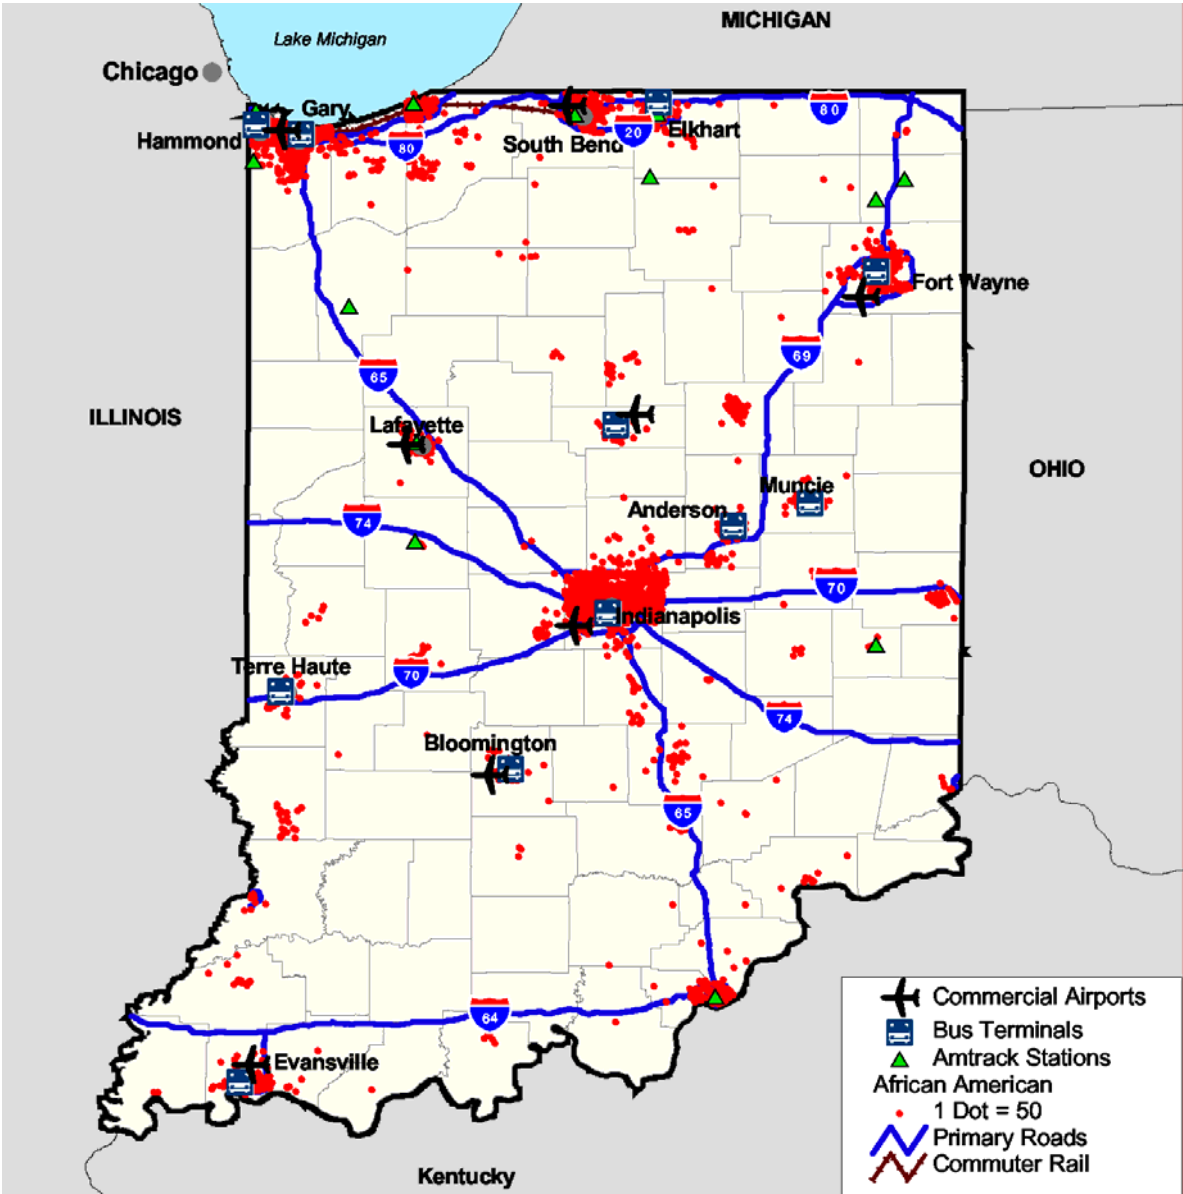 MICHIGAN
Lake Michigan
Chicago
Gary
Hammond
80
South Bend
20
Elkhart
80
Fort Wayne
69
65
ILLINOIS
Lafayette
OHIO
Muncie
Anderson
74
70
Indianapolis
Terre Haute
70
74
Bloomington
65
64
Evansville
Kentucky
Commercial Airports
Bus Terminals
Amtrack Stations
African American
1 Dot = 50
Primary Roads
Commuter Rail